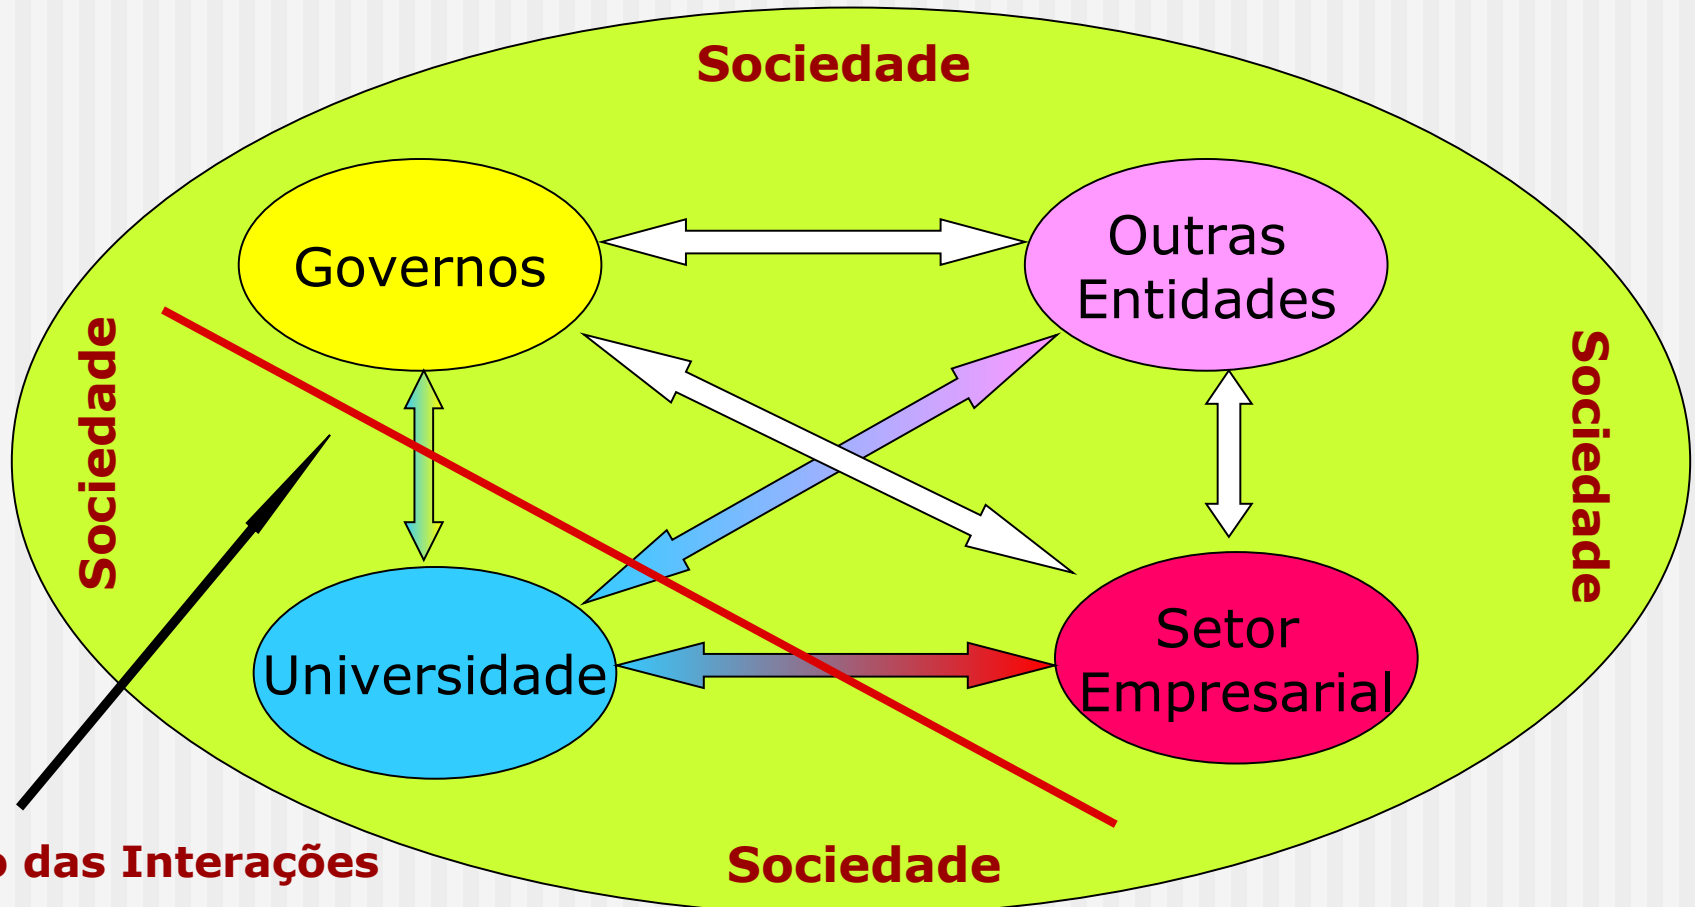 Sociedade
Governos
Outras
Entidades
Sociedade
Sociedade
Universidade
Setor
Empresarial
das Interações
Sociedade